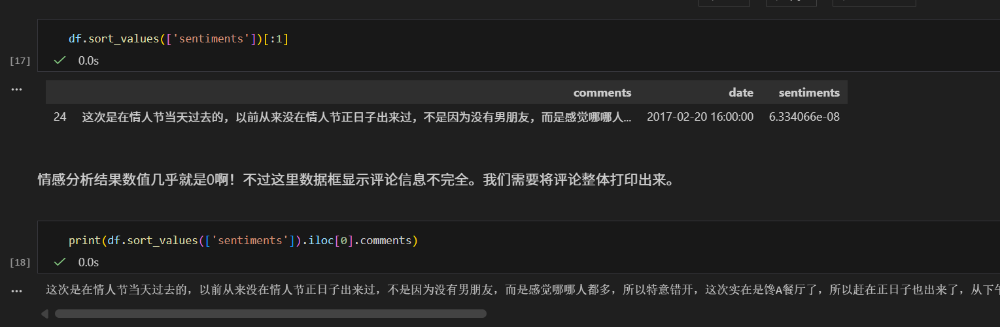 df.sort_values(['sentiments'])[:1]
[17]
0.0s
...
comments date sentiments
24 这次是在情人节当天过去的，以前从来没在情人节正日子出来过，不是因为没有男朋友，而是感觉哪哪人... 2017-02-20 16:00:00 6.334066e-08
情感分析结果数值几乎就是0啊！不过这里数据框显示评论信息不完全。我们需要将评论整体打印出来。
print(df.sort_values(['sentiments']).iloc[0].comments)
[18]
0.0s
...
这次是在情人节当天过去的，以前从来没在情人节正日子出来过，不是因为没有男朋友，而是感觉哪哪人都多，所以特意错开，这次实在是馋A餐厅了，所以赶在正日子也出来了，从下